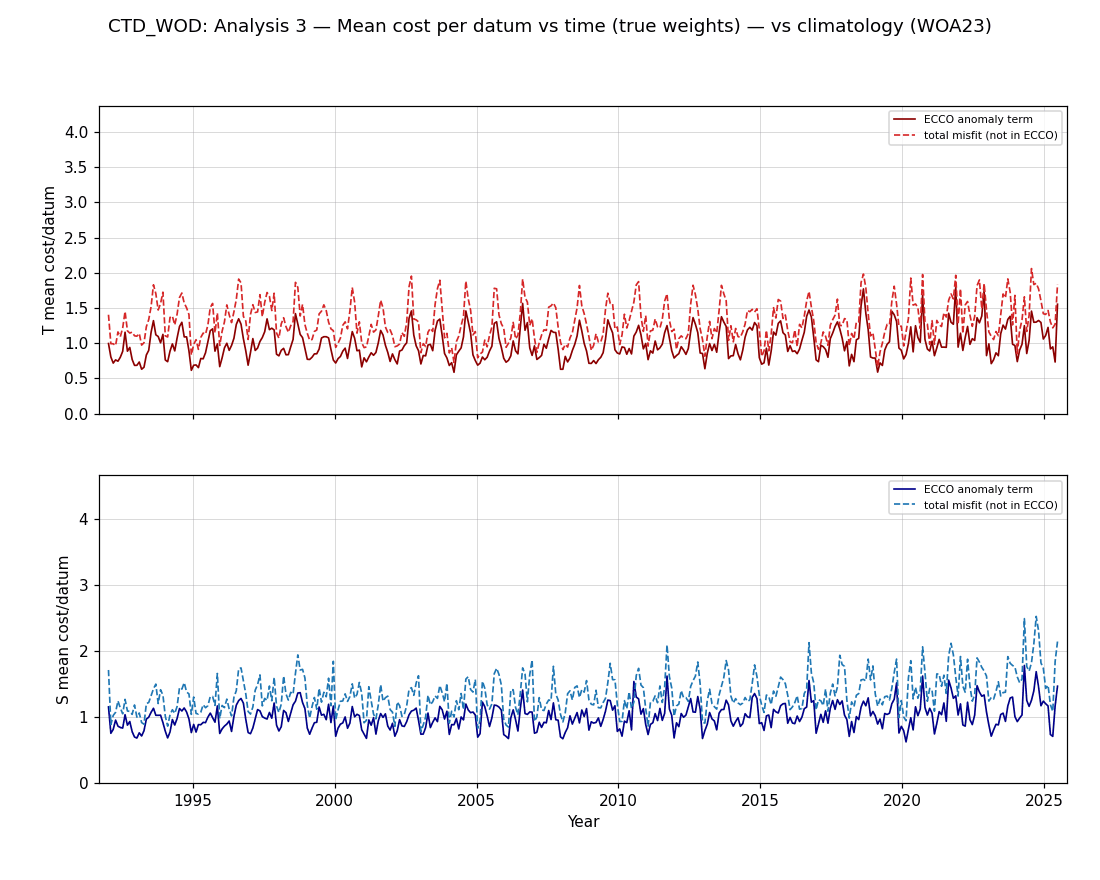 CTD_WOD: Analysis 3 — Mean cost per datum vs time (true weights) — vs climatology (WOA23)
T mean cost/datum
4.0
3.5
3.0
2.5
2.0
1.5
1.0
0.5
0.0
ECCO anomaly term
total misfit (not in ECCO)
S mean cost/datum
4
3
2
1
0
ECCO anomaly term
total misfit (not in ECCO)
1995 2000 2005 2010 2015 2020 2025
Year